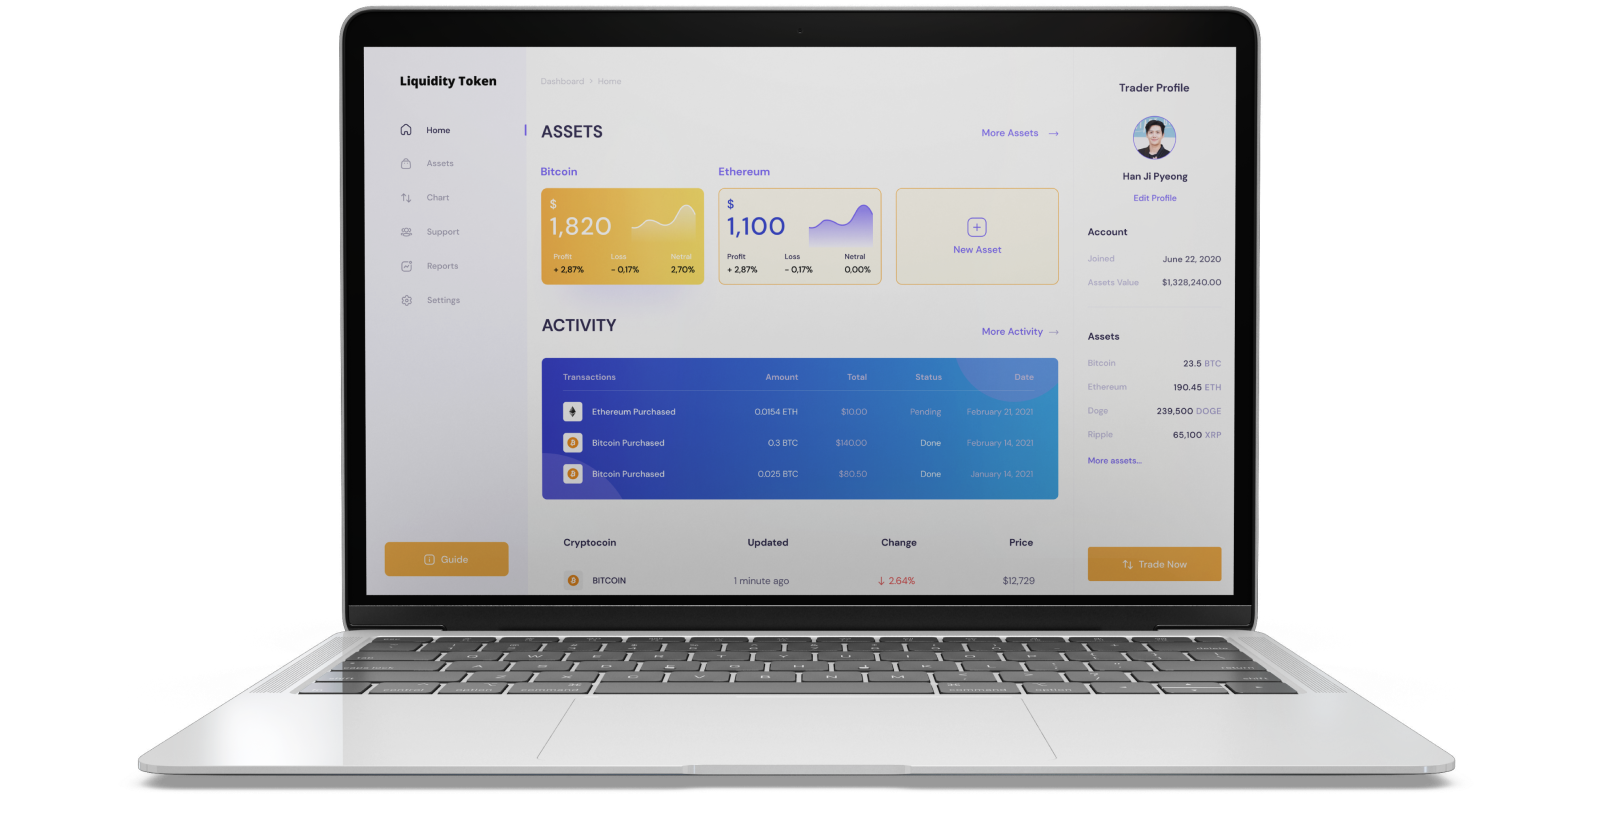 Liquidity Token
Home
Assets
Chart
Support
Reports
Settings
Guide
Dashboard > Home
ASSETS
More Assets →
Bitcoin
$
1,820
Profit Loss Netral
+ 2,87% - 0,17% 2,70%
Ethereum
$
1,100
Profit Loss Netral
+ 2,87% - 0,17% 0,00%
New Asset
ACTIVITY
More Activity →
Transactions Amount Total Status Date
Ethereum Purchased 0.0154 ETH $10.00 Pending February 21, 2021
Bitcoin Purchased 0.3 BTC $140.00 Done February 14, 2021
Bitcoin Purchased 0.025 BTC $80.50 Done January 14, 2021
Cryptocoin Updated Change Price
BITCOIN 1 minute ago ↓ 2.64% $12,729
Trader Profile
Han Ji Pyeong
Edit Profile
Account
Joined June 22, 2020
Assets Value $1,328,240.00
Assets
Bitcoin 23.5 BTC
Ethereum 190.45 ETH
Doge 239,500 DOGE
Ripple 65,100 XRP
More assets...
Trade Now